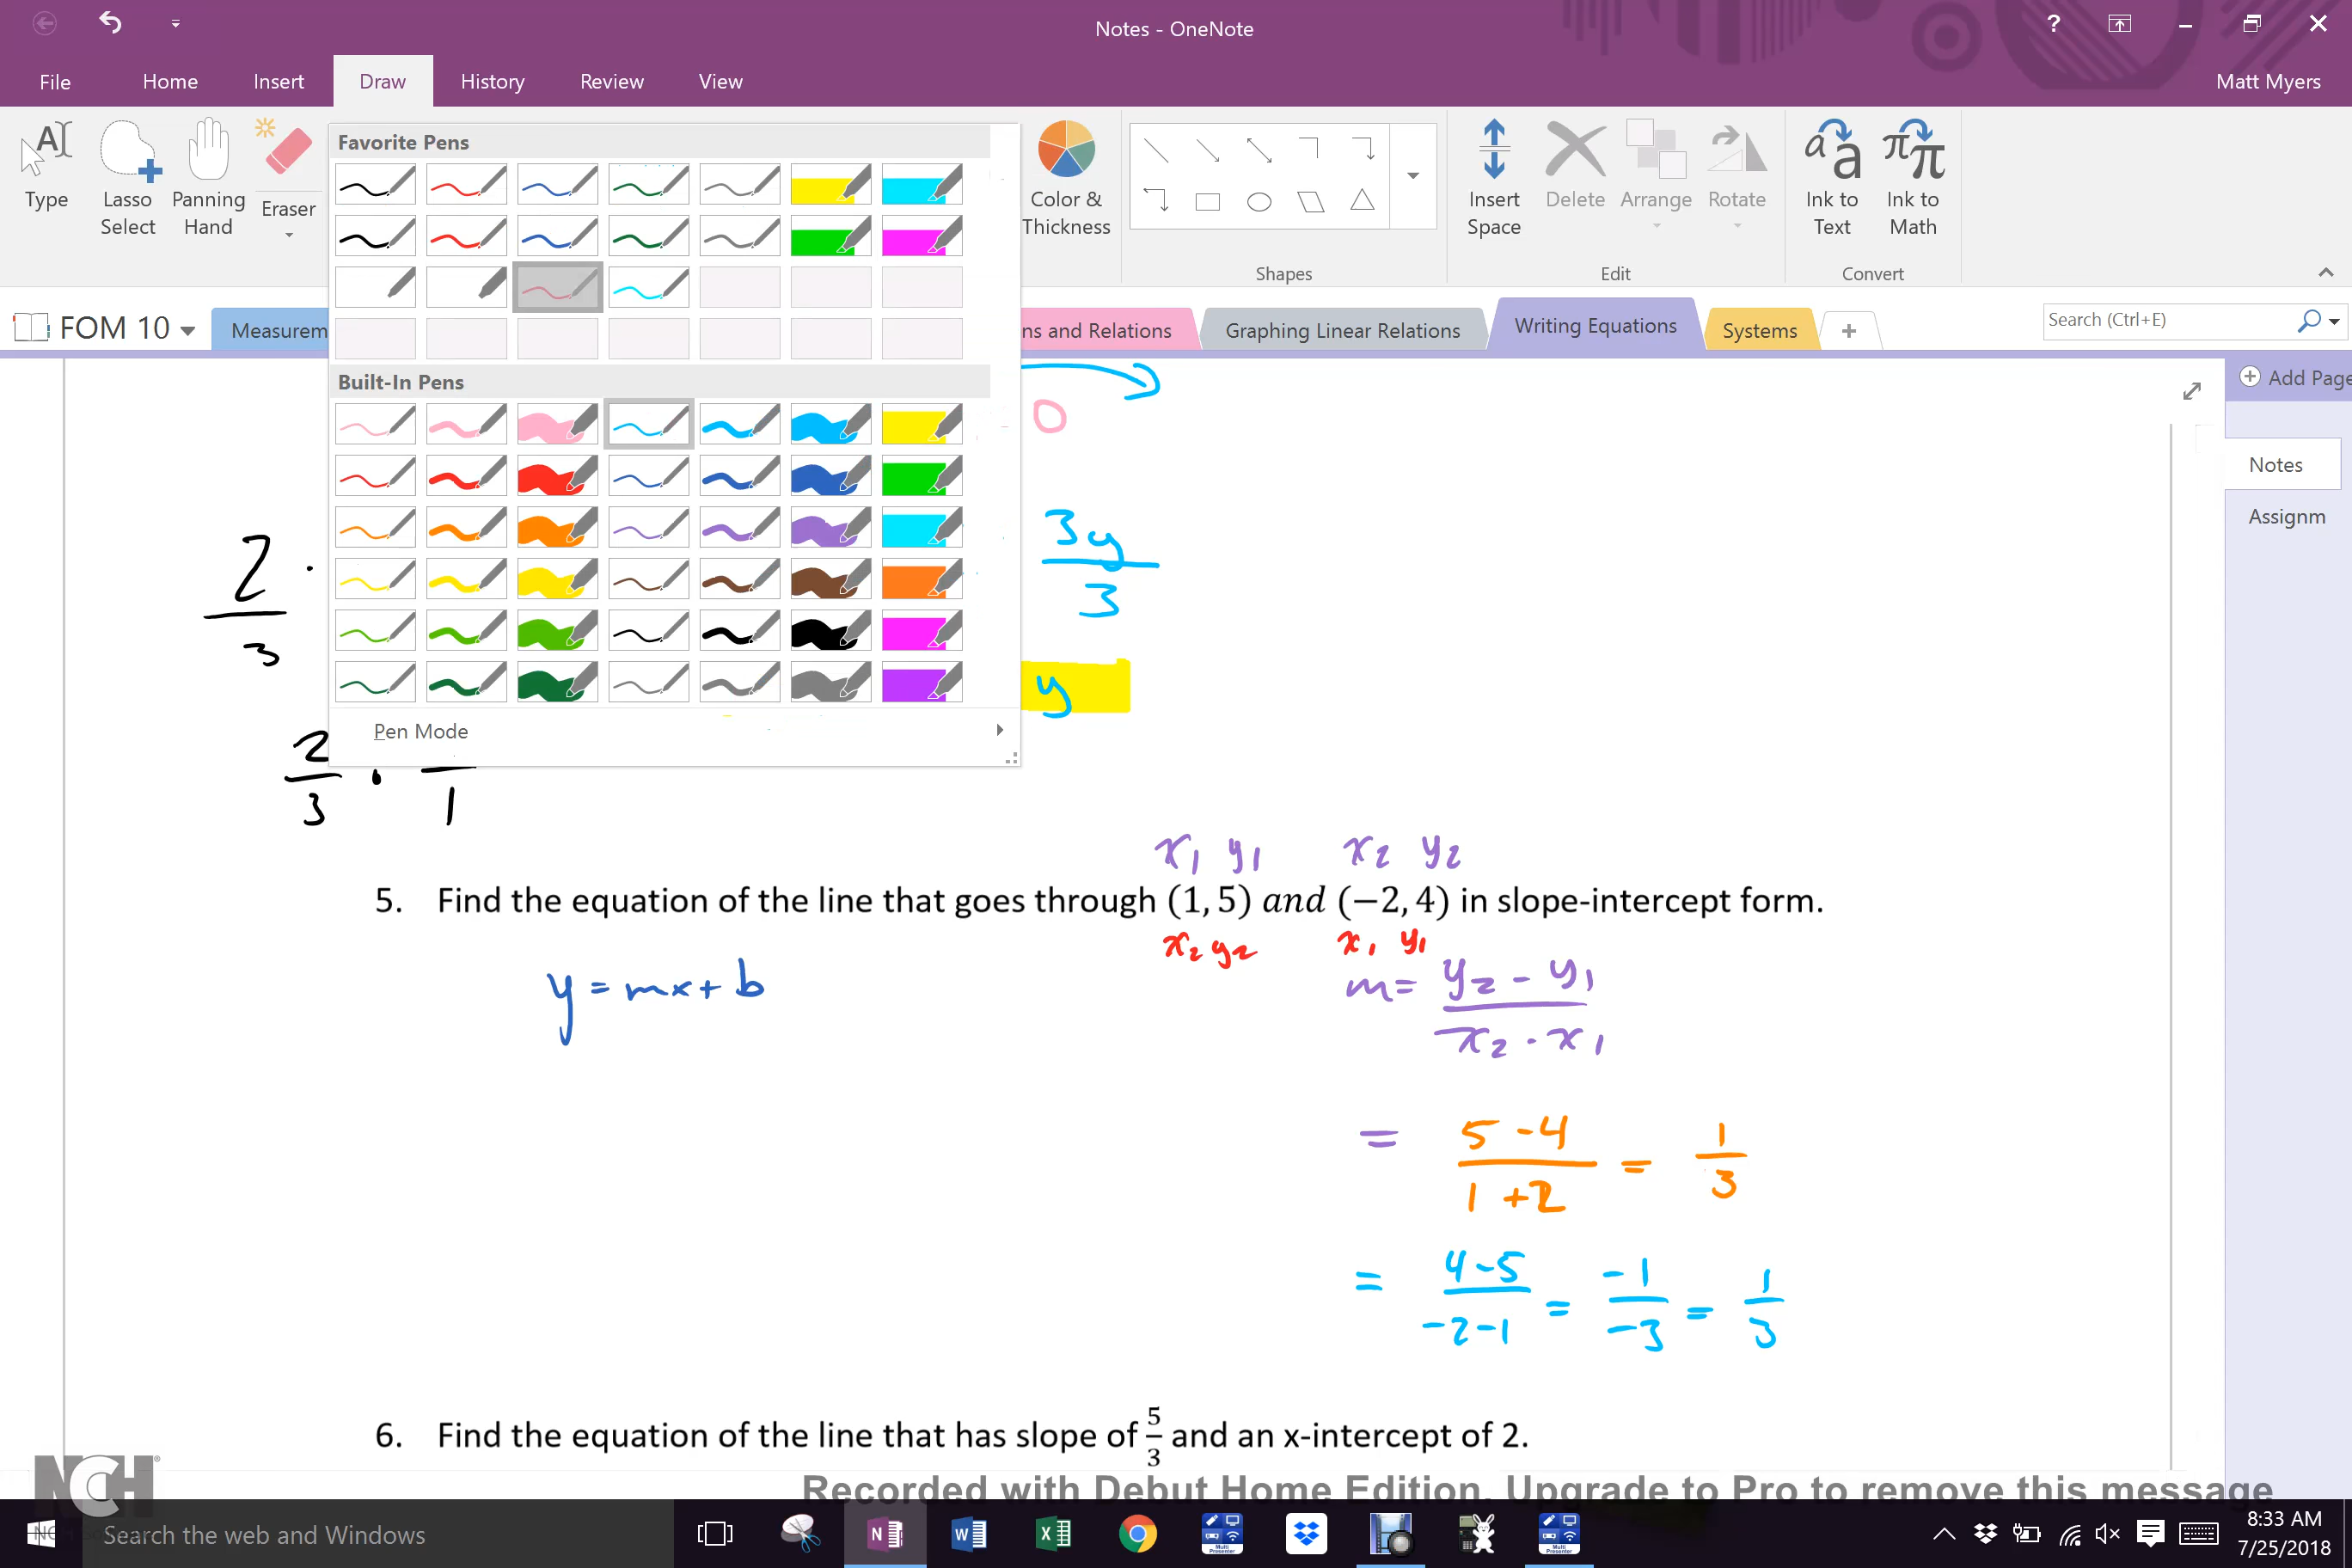 Notes - OneNote
File Home Insert Draw History Review View Matt Myers
Type
Lasso Select
Panning Hand
Eraser
Favorite Pens
Built-In Pens
Pen Mode
Color & Thickness
Shapes
Insert Space
Delete
Arrange
Rotate
Edit
Ink to Text
Ink to Math
Convert
FOM 10
Measurem
ns and Relations
Graphing Linear Relations
Writing Equations
Systems
Search (Ctrl+E)
Add Page
Notes
Assignm
0
2/3 ·
3y/3
y
2/3 · /1
x1 y1 x2 y2
5. Find the equation of the line that goes through (1, 5) and (−2, 4) in slope-intercept form.
x2 y2 x1 y1
y = mx + b
m = y2 - y1 / x2 - x1
= 5 - 4 / 1 + 2 = 1/3
= 4 - 5 / -2 - 1 = -1/-3 = 1/3
6. Find the equation of the line that has slope of 5/3 and an x-intercept of 2.
NCH
Recorded with Debut Home Edition. Upgrade to Pro to remove this message
Search the web and Windows
8:33 AM
7/25/2018